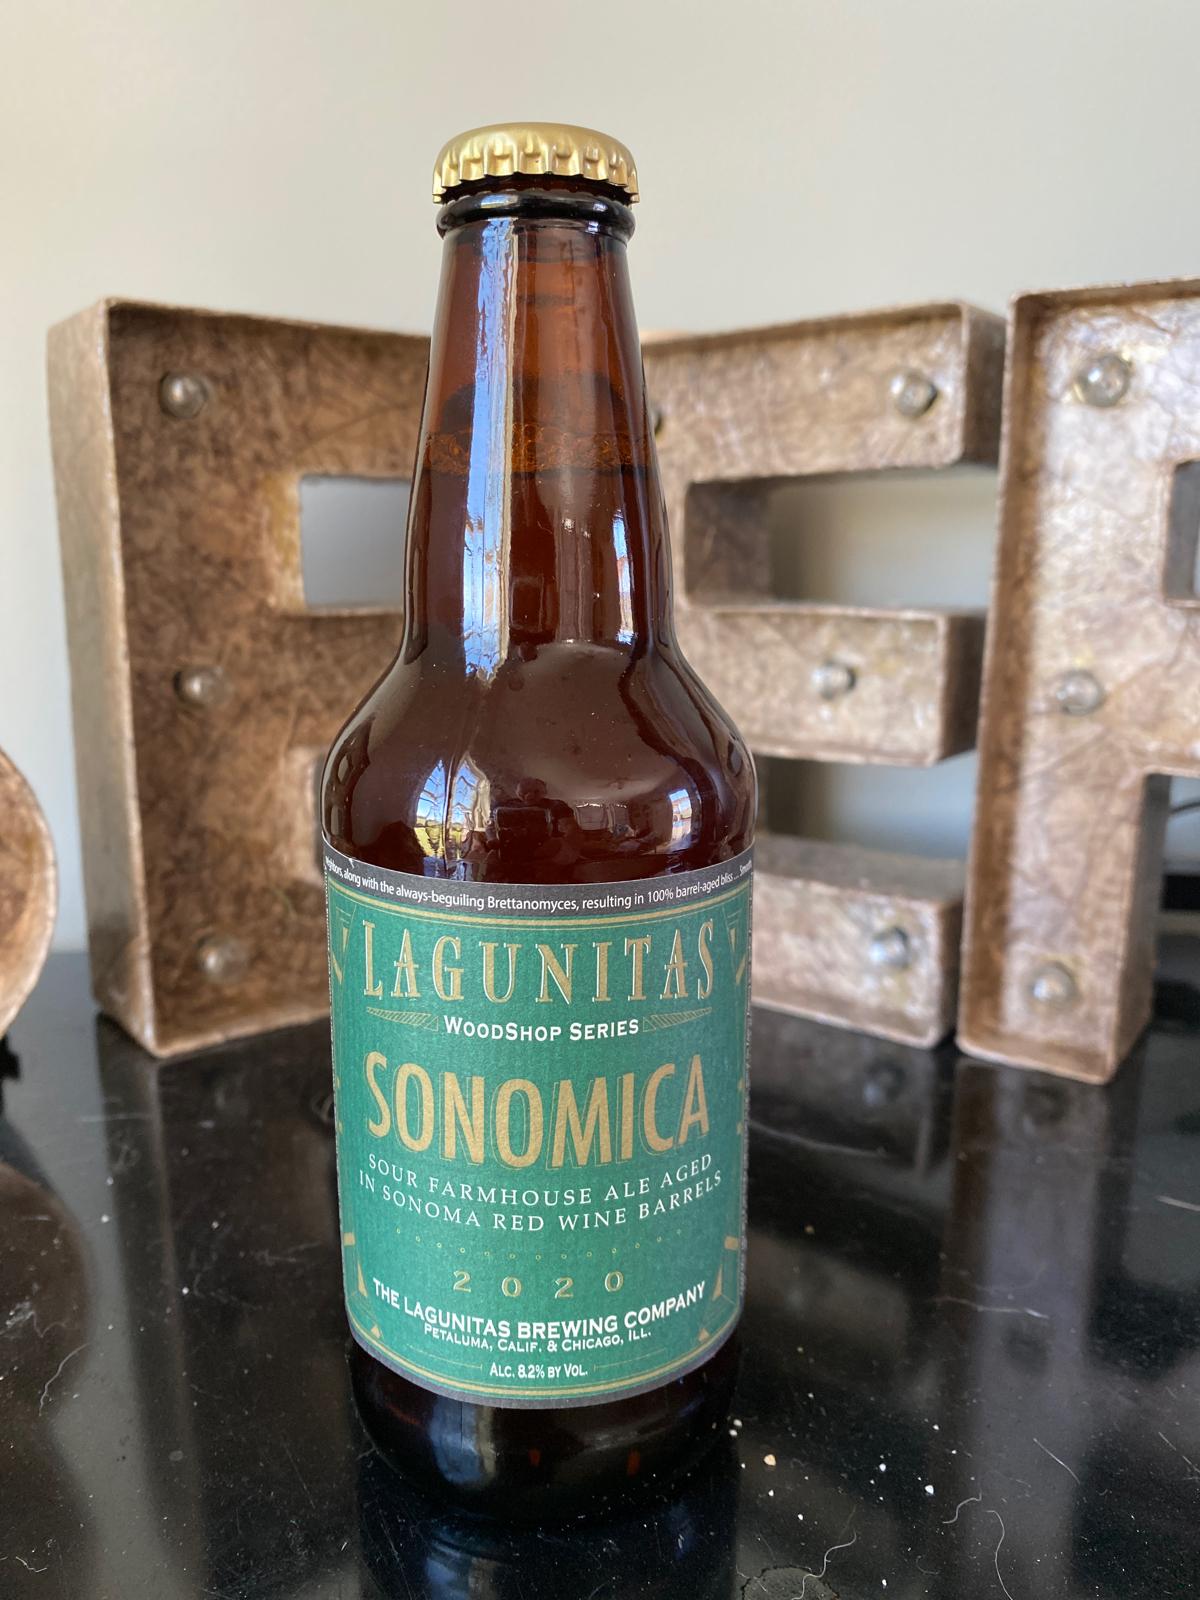 Neighbors, along with the always-beguiling Brettanomyces, resulting in 100% barrel-aged bliss...
LAGUNITAS
WOODSHOP SERIES
SONOMICA
SOUR FARMHOUSE ALE AGED
IN SONOMA RED WINE BARRELS
2020
THE LAGUNITAS BREWING COMPANY
PETALUMA, CALIF. & CHICAGO, ILL.
ALC. 8.2% BY VOL.